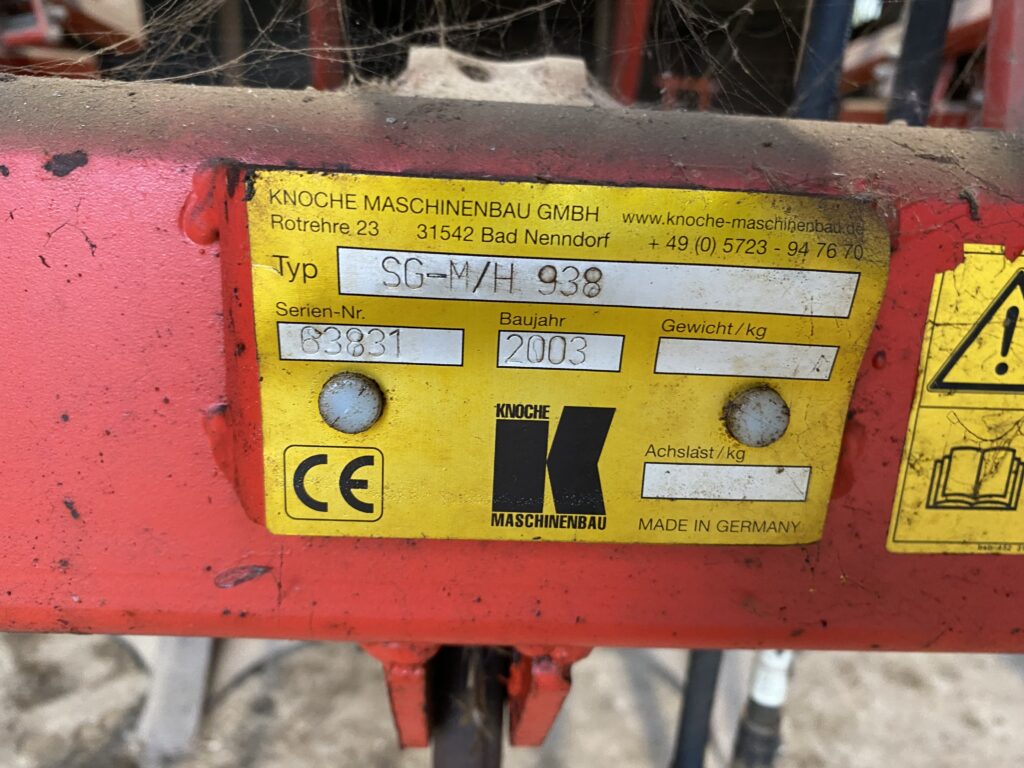 KNOCHE MASCHINENBAU GMBH www.knoche-maschinenbau.de
Rotrehre 23 31542 Bad Nenndorf + 49 (0) 5723 - 94 76 70
Typ SG-M/H 938
Serien-Nr. Baujahr Gewicht/kg
63831 2003
KNOCHE
K
MASCHINENBAU
CE
Achslast/kg
MADE IN GERMANY